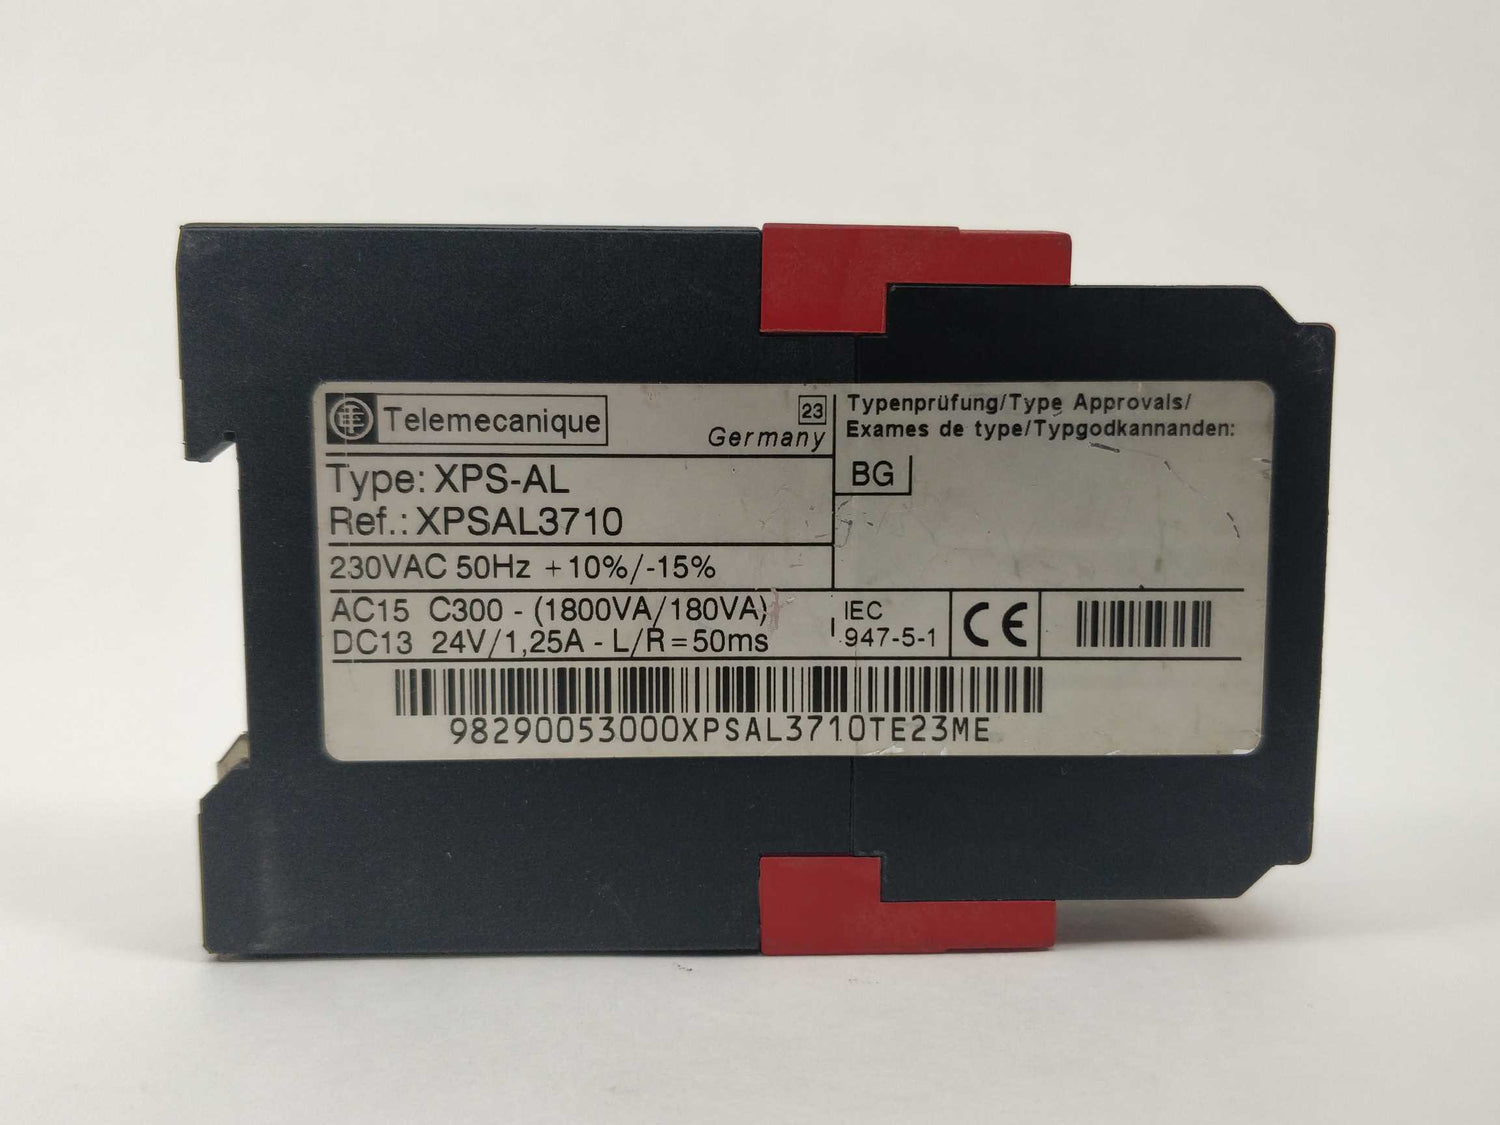 Telemecanique
23
Germany
Type: XPS-AL
Ref.: XPSAL3710
230VAC 50Hz +10%/-15%
Typenprüfung/Type Approvals/
Exames de type/Typgodkannanden:
BG
AC15 C300 - (1800VA/180VA)
DC13 24V/1,25A - L/R=50ms
IEC
947-5-1
CE
98290053000XPSAL3710TE23ME